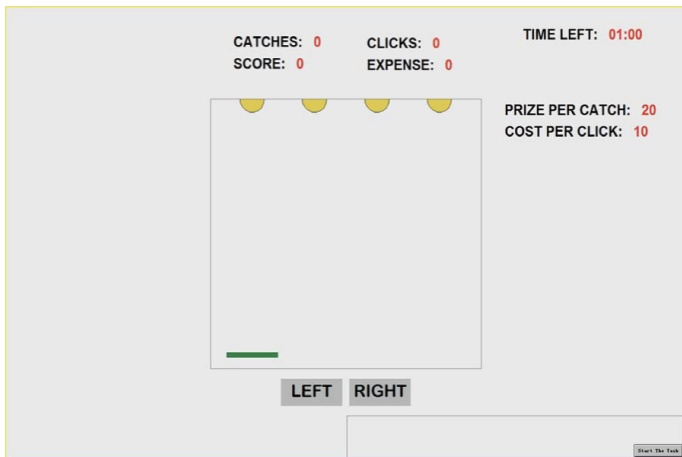 CATCHES: 0 CLICKS: 0 TIME LEFT: 01:00
SCORE: 0 EXPENSE: 0
PRIZE PER CATCH: 20
COST PER CLICK: 10
LEFT RIGHT
Start The Task